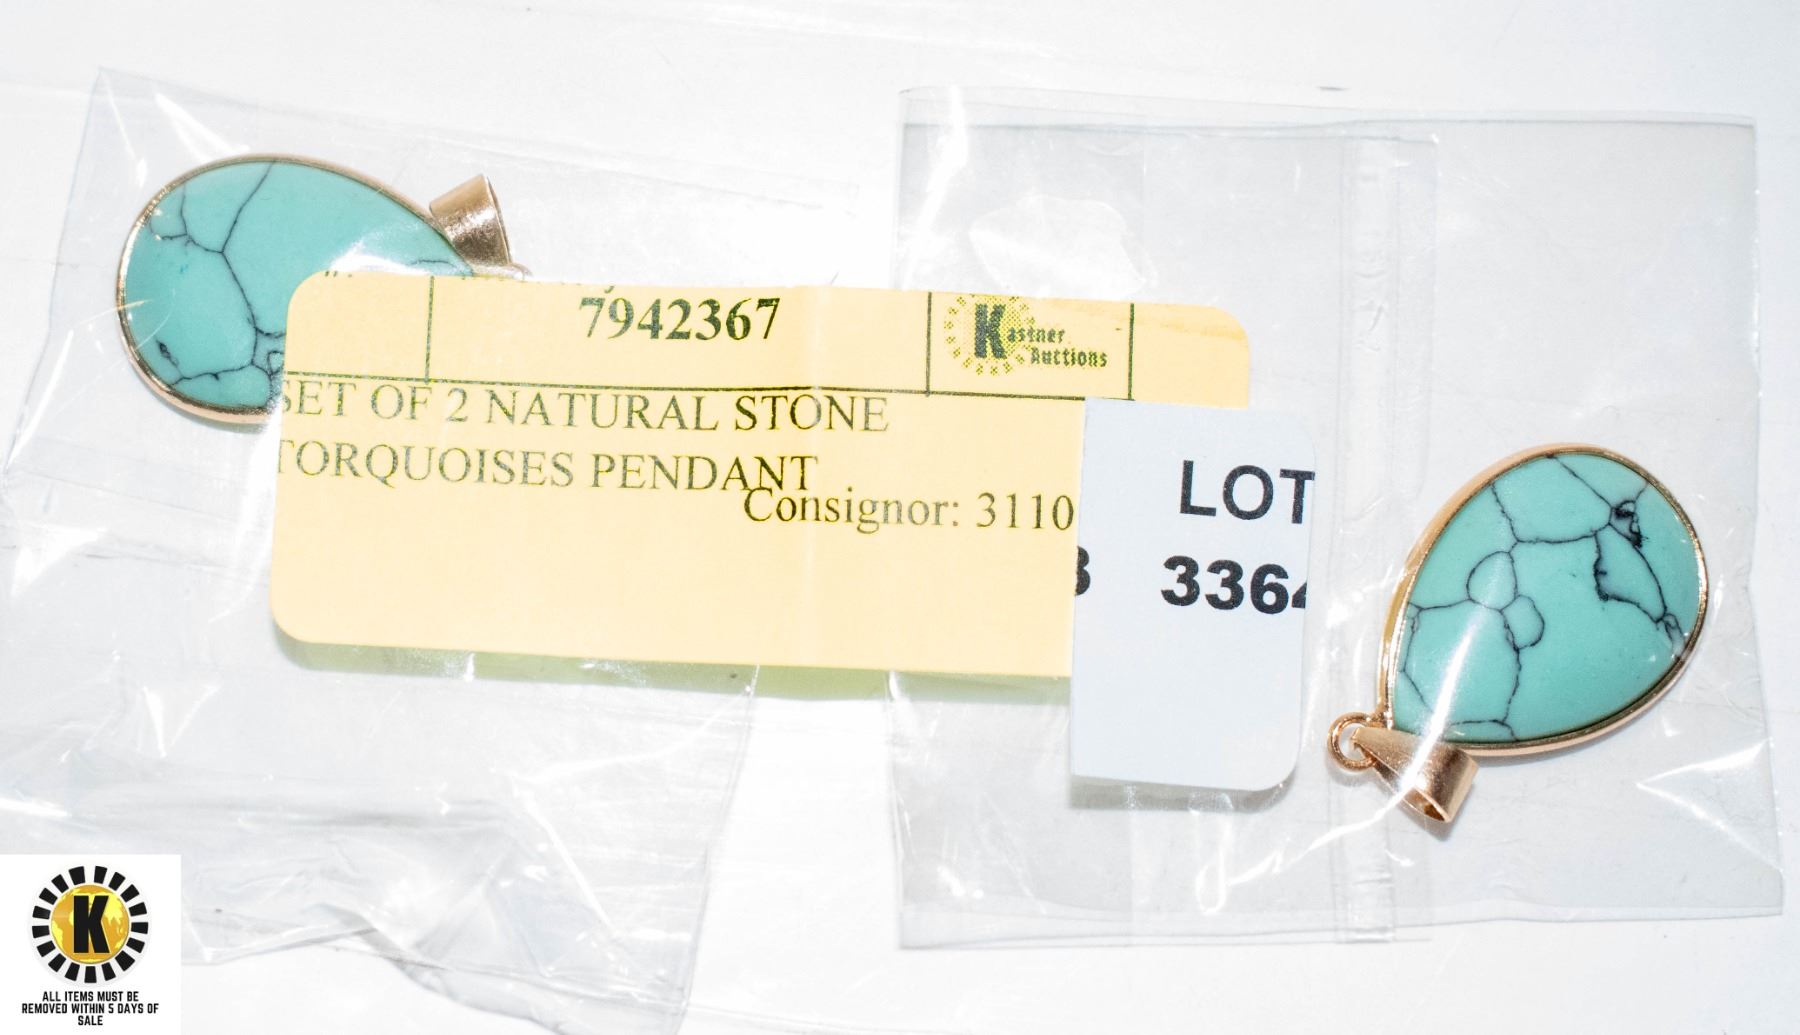 7942367
Kastner
Auctions
SET OF 2 NATURAL STONE
TORQUOISES PENDANT
Consignor: 3110
LOT
3 3364
K
ALL ITEMS MUST BE
REMOVED WITHIN 5 DAYS OF
SALE